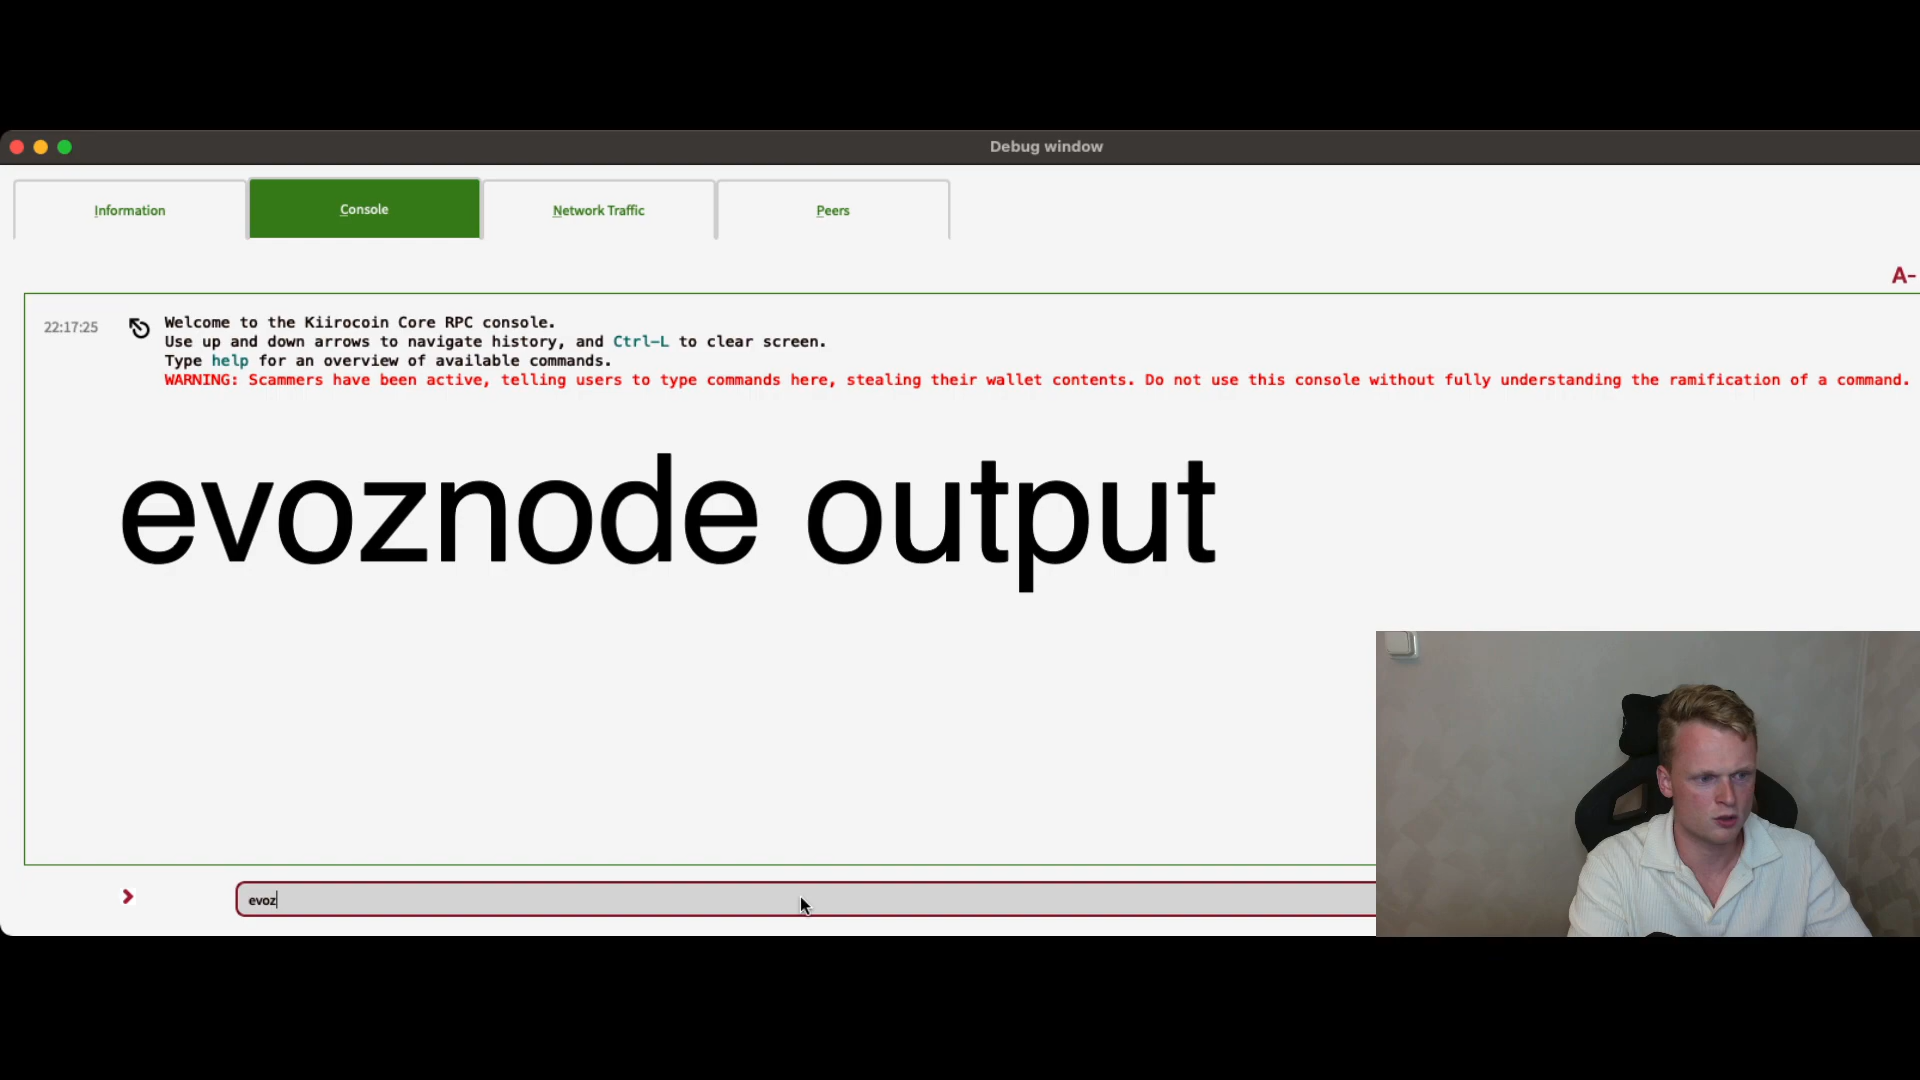 Debug window
Information
Console
Network Traffic
Peers
A-
22:17:25
Welcome to the Kiirocoin Core RPC console.
Use up and down arrows to navigate history, and Ctrl-L to clear screen.
Type help for an overview of available commands.
WARNING: Scammers have been active, telling users to type commands here, stealing their wallet contents. Do not use this console without fully understanding the ramification of a command.
evoznode output
evoz